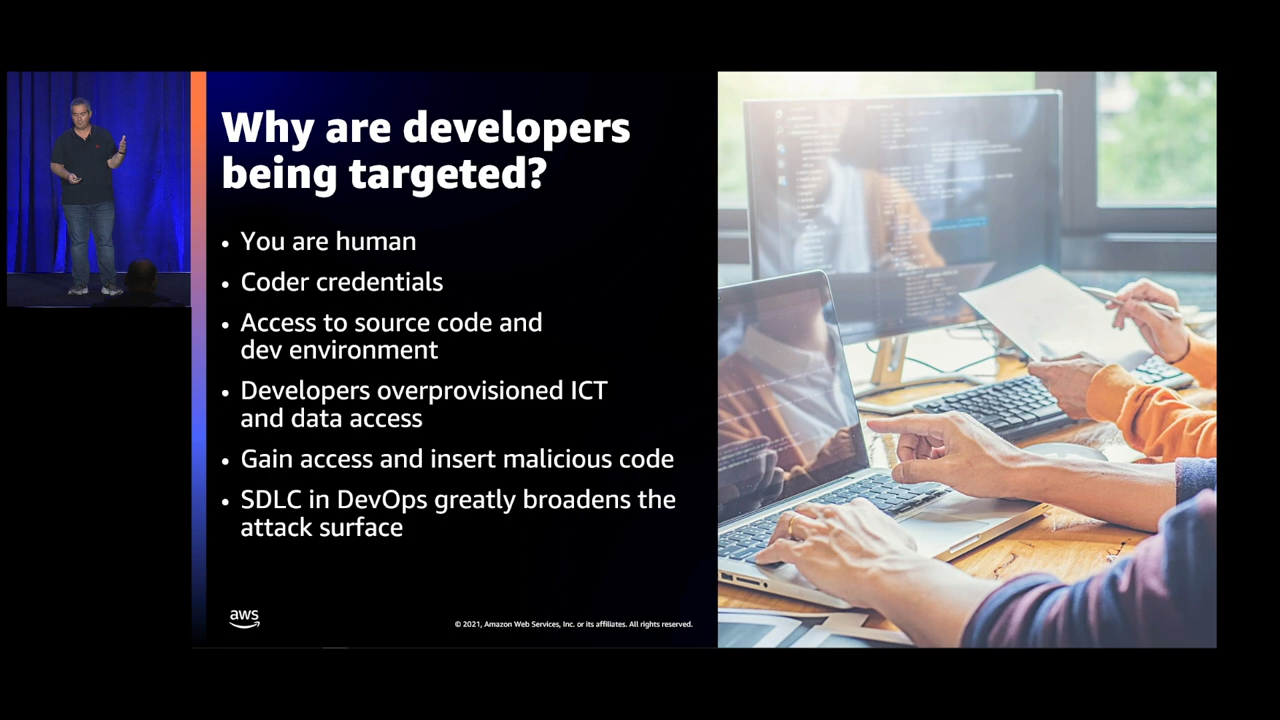 Why are developers
being targeted?
• You are human
• Coder credentials
• Access to source code and
dev environment
• Developers overprovisioned ICT
and data access
• Gain access and insert malicious code
• SDLC in DevOps greatly broadens the
attack surface
aws
© 2021, Amazon Web Services, Inc. or its affiliates. All rights reserved.